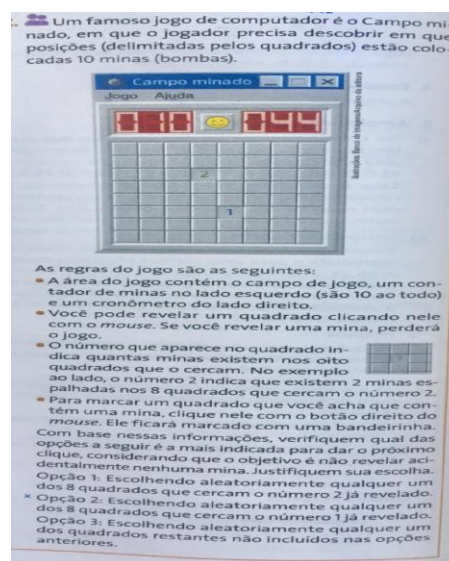 Um famoso jogo de computador é o Campo mi-
nado, em que o jogador precisa descobrir em que
posições (delimitadas pelos quadrados) estão colo-
cadas 10 minas (bombas).
Campo minado
Jogo Ajuda
010 044
2
1
Ilustrações: Banco de imagens/Arquivo da editora
As regras do jogo são as seguintes:
• A área do jogo contém o campo de jogo, um con-
tador de minas no lado esquerdo (são 10 ao todo)
e um cronômetro do lado direito.
• Você pode revelar um quadrado clicando nele
com o mouse. Se você revelar uma mina, perderá
o jogo.
• O número que aparece no quadrado in-
dica quantas minas existem nos oito
quadrados que o cercam. No exemplo
ao lado, o número 2 indica que existem 2 minas es-
palhadas nos 8 quadrados que cercam o número 2.
• Para marcar um quadrado que você acha que con-
tém uma mina, clique nele com o botão direito do
mouse. Ele ficará marcado com uma bandeirinha.
Com base nessas informações, verifiquem qual das
opções a seguir é a mais indicada para dar o próximo
clique, considerando que o objetivo é não revelar aci-
dentalmente nenhuma mina. Justifiquem sua escolha.
Opção 1: Escolhendo aleatoriamente qualquer um
dos 8 quadrados que cercam o número 2 já revelado.
× Opção 2: Escolhendo aleatoriamente qualquer um
dos 8 quadrados que cercam o número 1 já revelado.
Opção 3: Escolhendo aleatoriamente qualquer um
dos quadrados restantes não incluídos nas opções
anteriores.